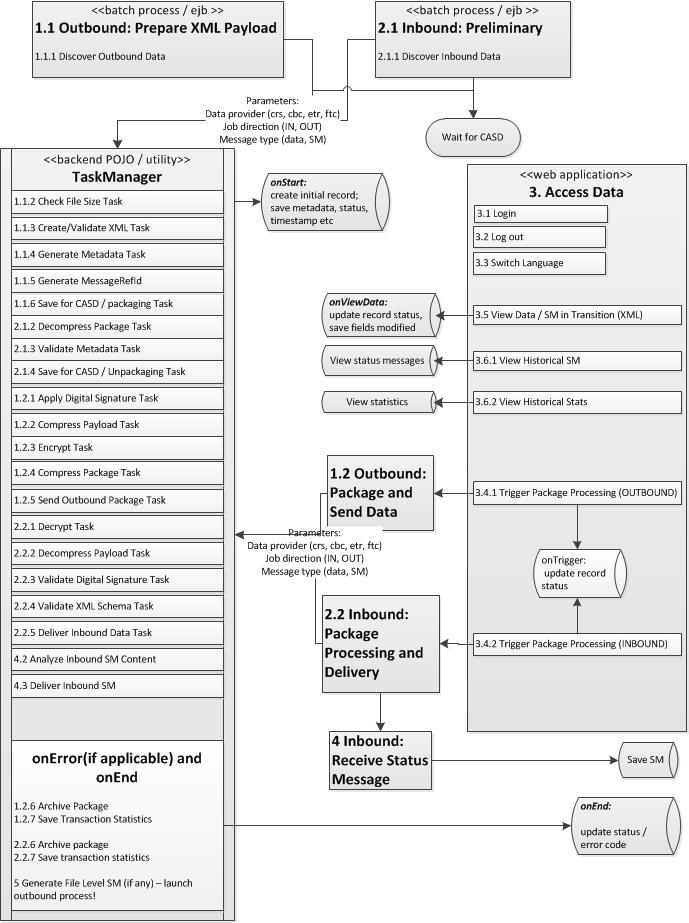 <<batch process / ejb >>
1.1 Outbound: Prepare XML Payload
1.1.1 Discover Outbound Data
<<batch process / ejb >>
2.1 Inbound: Preliminary
2.1.1 Discover Inbound Data
Parameters:
Data provider (crs, cbc, etr, ftc)
Job direction (IN, OUT)
Message type (data, SM)
Wait for CASD
<<backend POJO / utility>>
TaskManager
1.1.2 Check File Size Task
1.1.3 Create/Validate XML Task
1.1.4 Generate Metadata Task
1.1.5 Generate MessageRefId
1.1.6 Save for CASD / packaging Task
2.1.2 Decompress Package Task
2.1.3 Validate Metadata Task
2.1.4 Save for CASD / Unpackaging Task
1.2.1 Apply Digital Signature Task
1.2.2 Compress Payload Task
1.2.3 Encrypt Task
1.2.4 Compress Package Task
1.2.5 Send Outbound Package Task
2.2.1 Decrypt Task
2.2.2 Decompress Payload Task
2.2.3 Validate Digital Signature Task
2.2.4 Validate XML Schema Task
2.2.5 Deliver Inbound Data Task
4.2 Analyze Inbound SM Content
4.3 Deliver Inbound SM
onError(if applicable) and
onEnd
1.2.6 Archive Package
1.2.7 Save Transaction Statistics
2.2.6 Archive package
2.2.7 Save transaction statistics
5 Generate File Level SM (if any) – launch
outbound process!
onStart:
create initial record;
save metadata, status,
timestamp etc
<<web application>>
3. Access Data
3.1 Login
3.2 Log out
3.3 Switch Language
3.5 View Data / SM in Transition (XML)
3.6.1 View Historical SM
3.6.2 View Historical Stats
3.4.1 Trigger Package Processing (OUTBOUND)
onTrigger:
update record
status
3.4.2 Trigger Package Processing (INBOUND)
onViewData:
update record status,
save fields modified
View status messages
View statistics
1.2 Outbound:
Package and
Send Data
Parameters:
Data provider (crs, cbc, etr, ftc)
Job direction (IN, OUT)
Message type (data, SM)
2.2 Inbound:
Package
Processing and
Delivery
4 Inbound:
Receive Status
Message
Save SM
onEnd:
update status /
error code